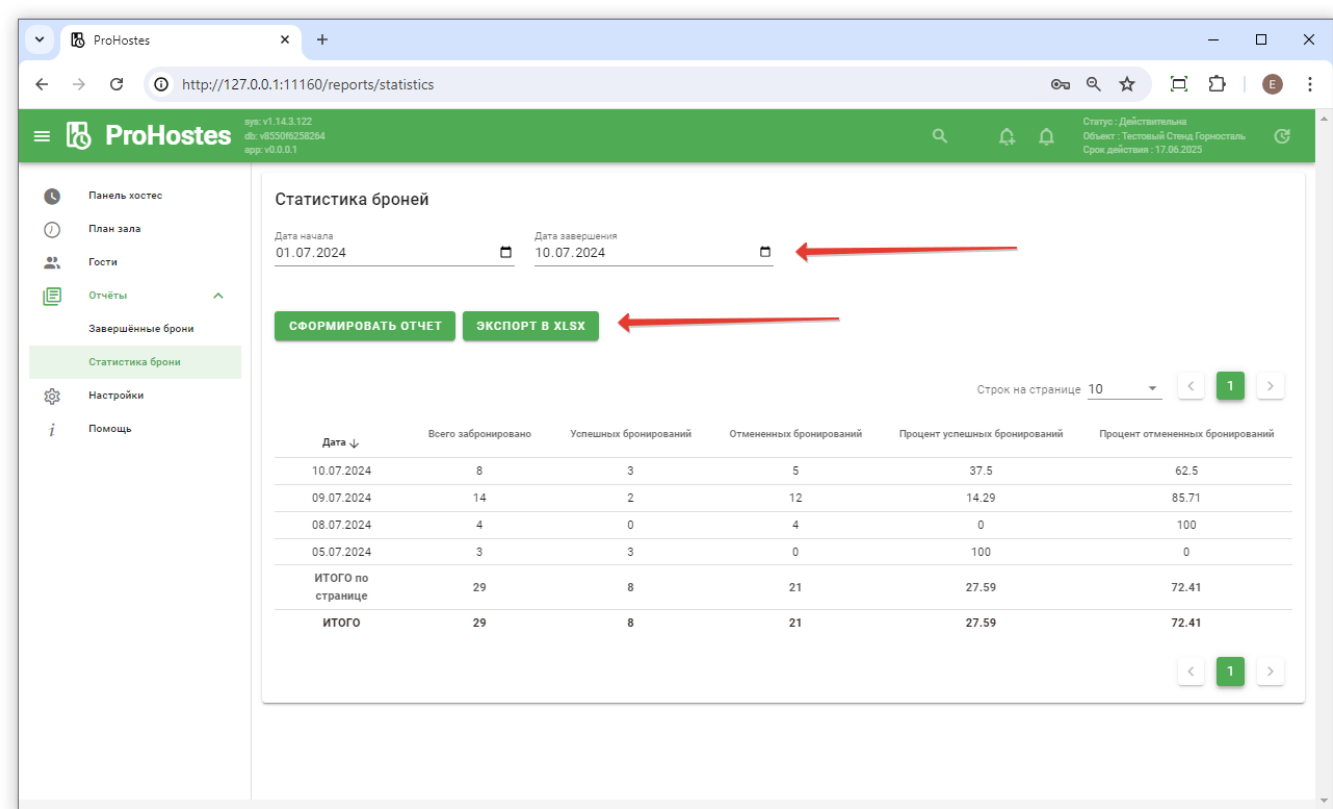 ProHostes
http://127.0.0.1:11160/reports/statistics
E
ProHostes
sys: v1.14.3.122
db: v8550f6258264
app: v0.0.0.1
Статус : Действительна
Объект : Тестовый Стенд Горносталь
Срок действия : 17.06.2025
Панель хостес
План зала
Гости
Отчёты
Завершённые брони
Статистика брони
Настройки
i Помощь
Статистика броней
Дата начала Дата завершения
01.07.2024 10.07.2024
СФОРМИРОВАТЬ ОТЧЕТ ЭКСПОРТ В XLSX
Строк на странице 10 1
Дата Всего забронировано Успешных бронирований Отмененных бронирований Процент успешных бронирований Процент отмененных бронирований
10.07.2024 8 3 5 37.5 62.5
09.07.2024 14 2 12 14.29 85.71
08.07.2024 4 0 4 0 100
05.07.2024 3 3 0 100 0
ИТОГО по
странице 29 8 21 27.59 72.41
ИТОГО 29 8 21 27.59 72.41
1